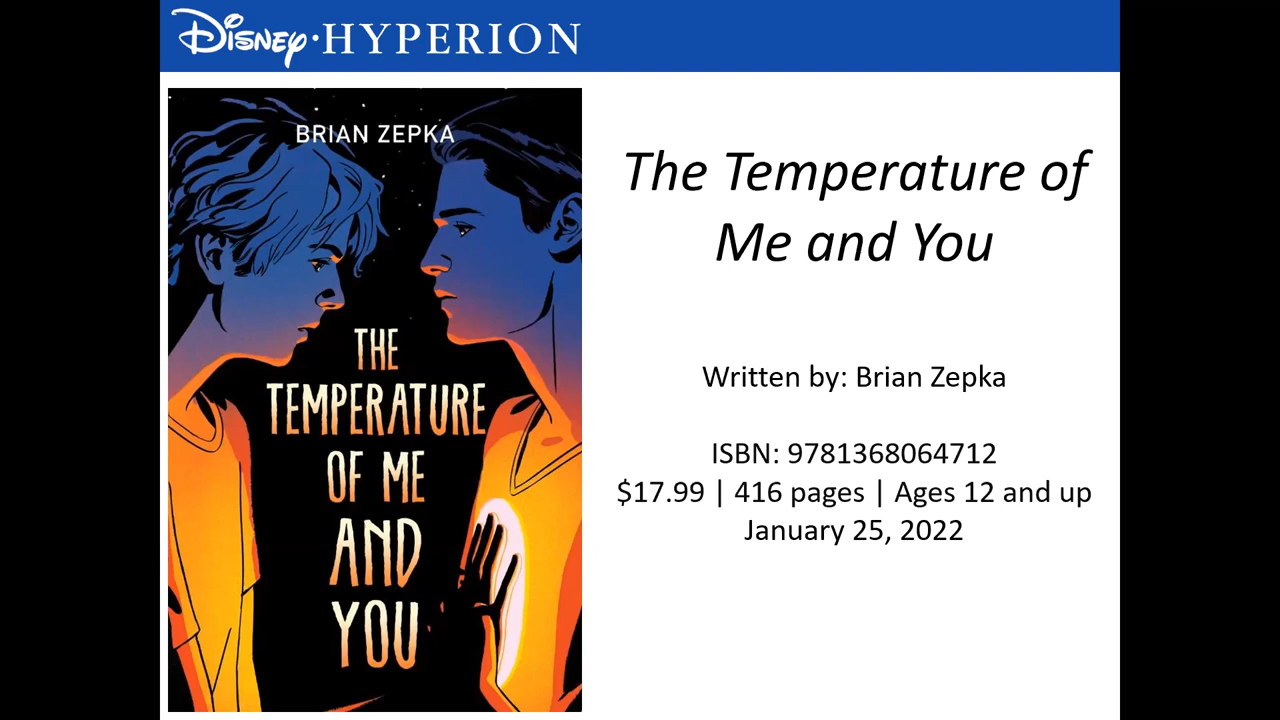 Disney·HYPERION
BRIAN ZEPKA
THE
TEMPERATURE
OF ME
AND
YOU
The Temperature of
Me and You
Written by: Brian Zepka
ISBN: 9781368064712
$17.99 | 416 pages | Ages 12 and up
January 25, 2022